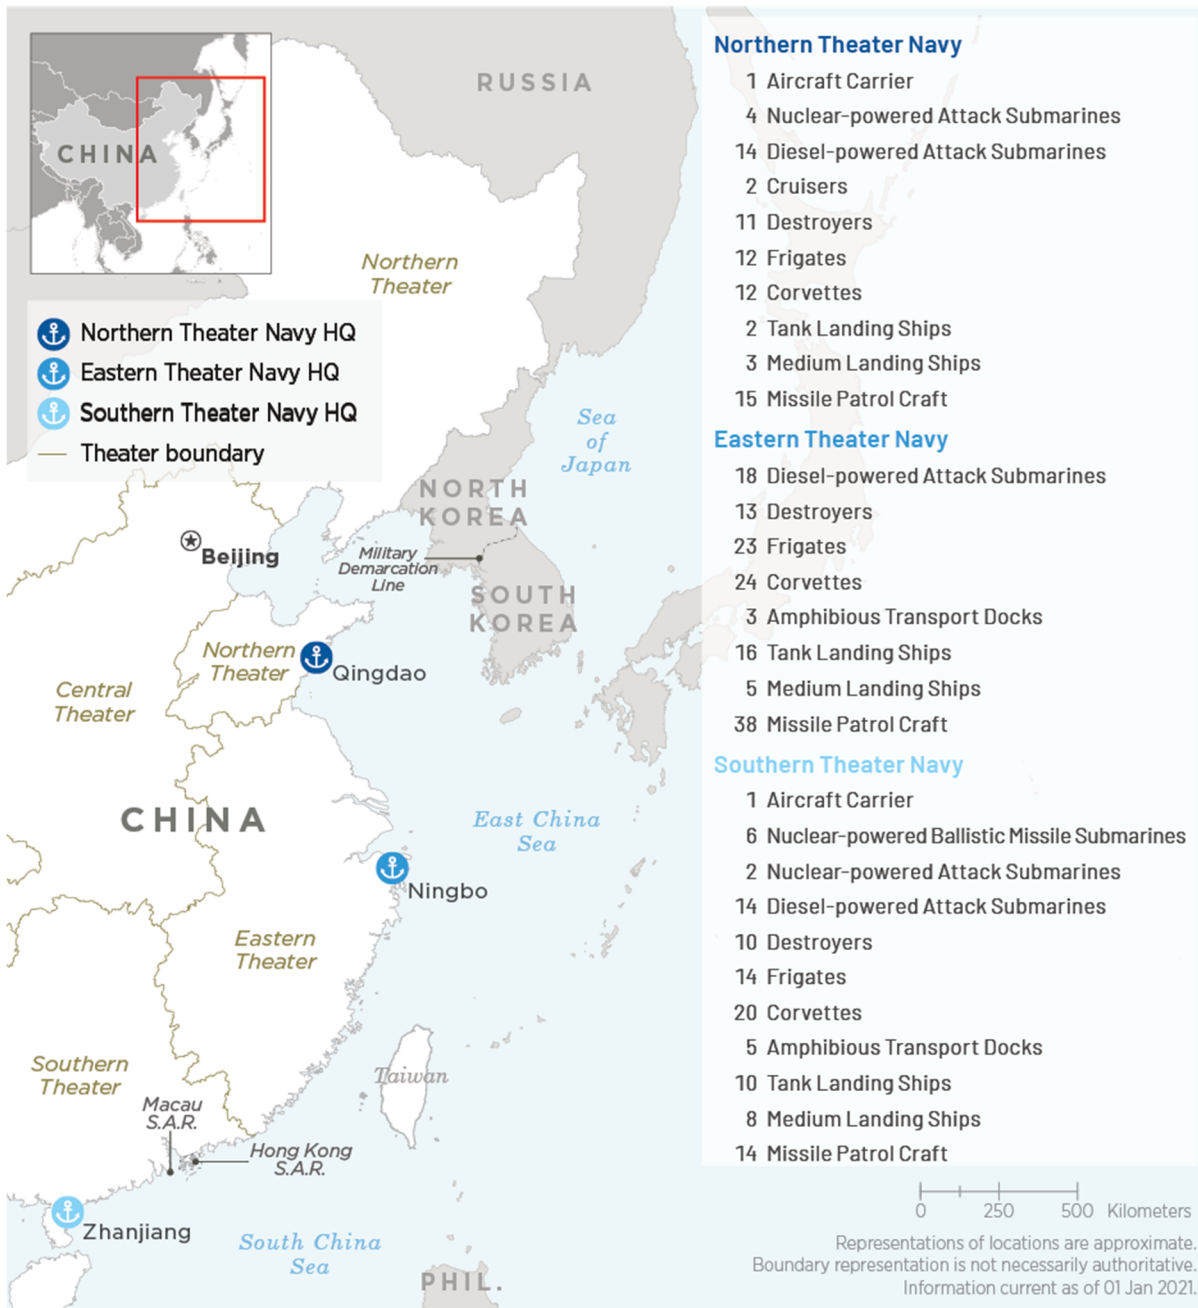 RUSSIA
CHINA
Northern
Theater
Northern Theater Navy HQ
Eastern Theater Navy HQ
Southern Theater Navy HQ
Theater boundary
Sea
of
Japan
NORTH
KOREA
Beijing
Military
Demarcation
Line
SOUTH
KOREA
Northern
Theater
Qingdao
Central
Theater
CHINA
East China
Sea
Ningbo
Eastern
Theater
Southern
Theater
Taiwan
Macau
S.A.R.
Hong Kong
S.A.R.
Zhanjiang
South China
Sea
PHIL.
Northern Theater Navy
1 Aircraft Carrier
4 Nuclear-powered Attack Submarines
14 Diesel-powered Attack Submarines
2 Cruisers
11 Destroyers
12 Frigates
12 Corvettes
2 Tank Landing Ships
3 Medium Landing Ships
15 Missile Patrol Craft
Eastern Theater Navy
18 Diesel-powered Attack Submarines
13 Destroyers
23 Frigates
24 Corvettes
3 Amphibious Transport Docks
16 Tank Landing Ships
5 Medium Landing Ships
38 Missile Patrol Craft
Southern Theater Navy
1 Aircraft Carrier
6 Nuclear-powered Ballistic Missile Submarines
2 Nuclear-powered Attack Submarines
14 Diesel-powered Attack Submarines
10 Destroyers
14 Frigates
20 Corvettes
5 Amphibious Transport Docks
10 Tank Landing Ships
8 Medium Landing Ships
14 Missile Patrol Craft
0 250 500 Kilometers
Representations of locations are approximate.
Boundary representation is not necessarily authoritative.
Information current as of 01 Jan 2021.